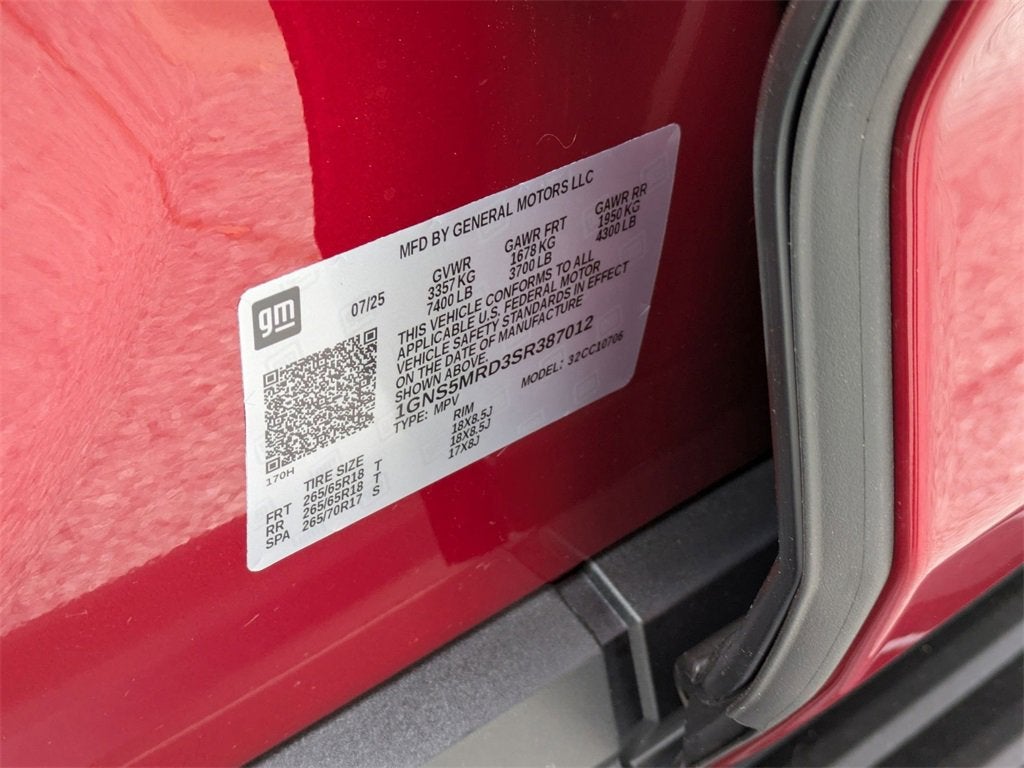 MFD BY GENERAL MOTORS LLC
gm
07/25
GVWR GAWR FRT GAWR RR
3357 KG 1678 KG 1950 KG
7400 LB 3700 LB 4300 LB
THIS VEHICLE CONFORMS TO ALL
APPLICABLE U.S. FEDERAL MOTOR
VEHICLE SAFETY STANDARDS IN EFFECT
ON THE DATE OF MANUFACTURE
SHOWN ABOVE.
1GNS5MRD3SR387012
TYPE: MPV MODEL: 32CC10706
170H
TIRE SIZE RIM
FRT 265/65R18 T 18X8.5J
RR 265/65R18 T 18X8.5J
SPA 265/70R17 S 17X8J